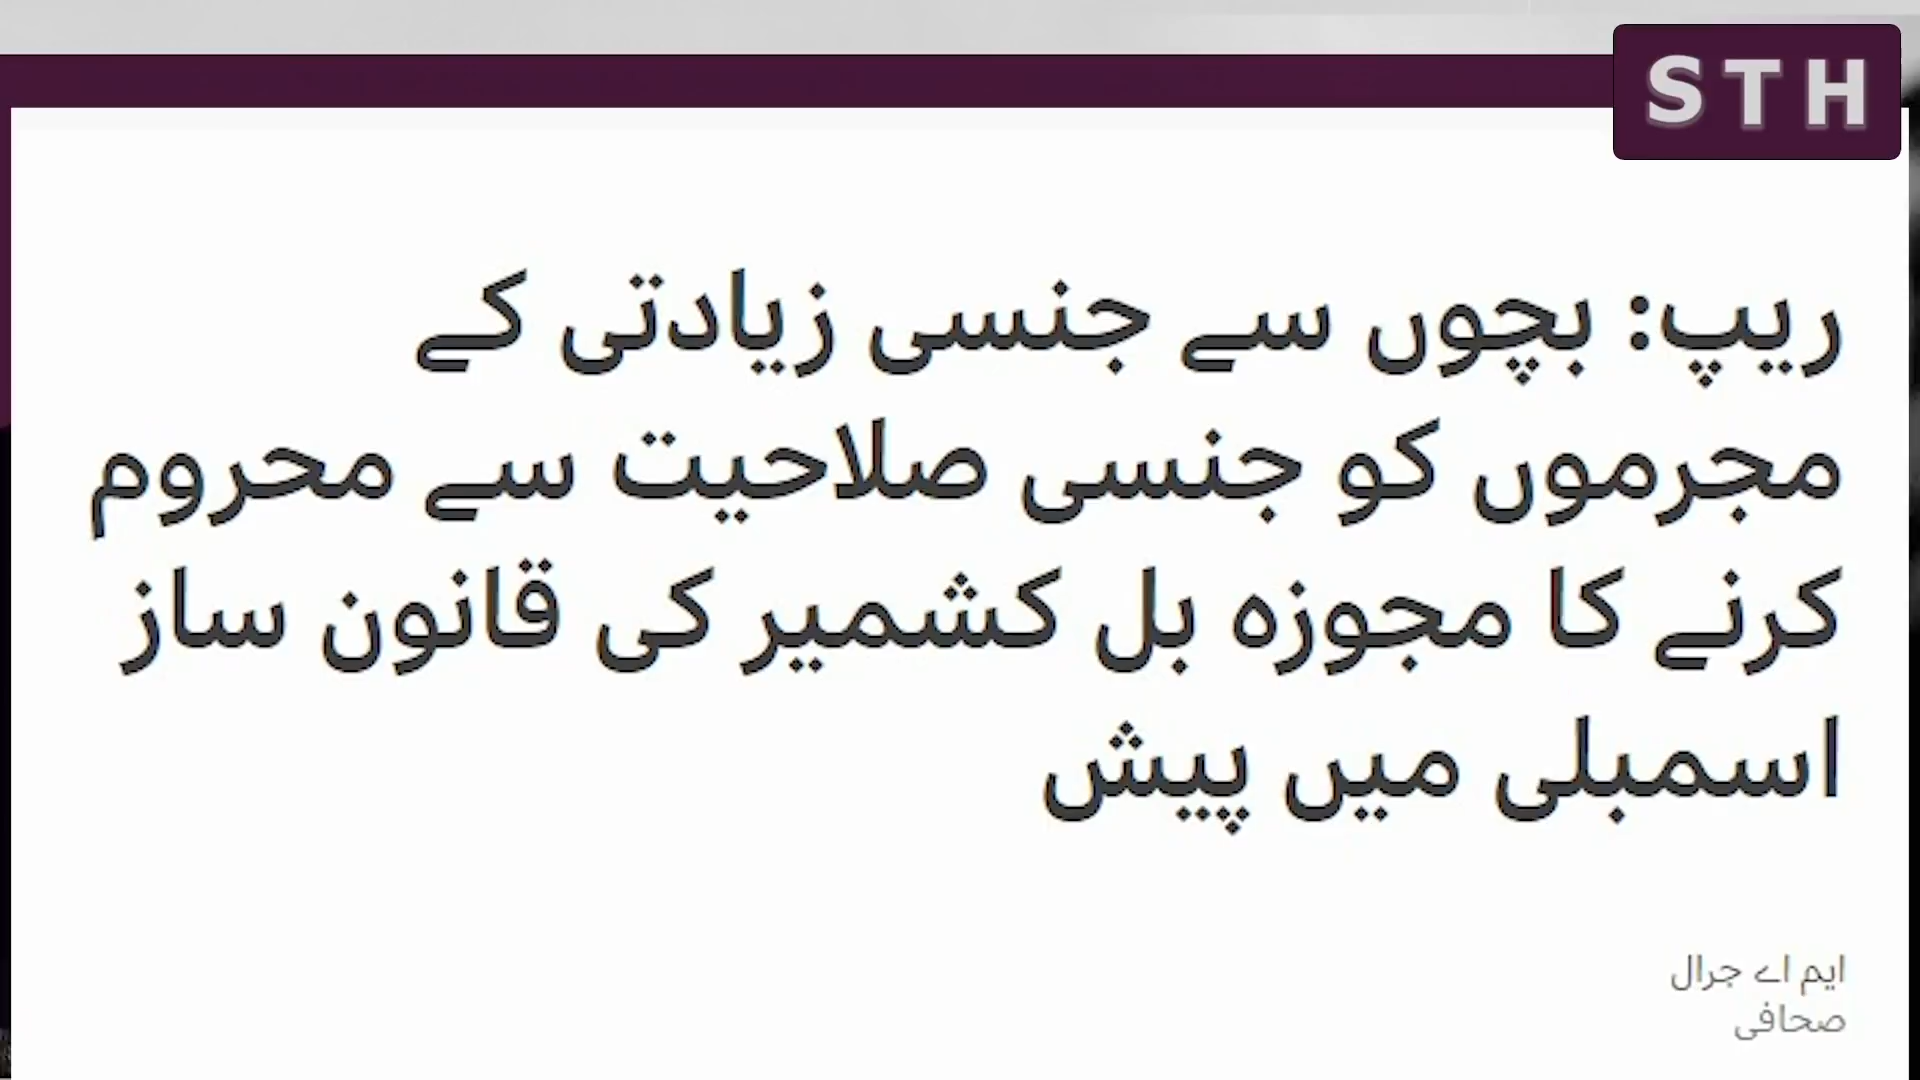 STH
ریپ: بچوں سے جنسی زیادتی کے
مجرموں کو جنسی صلاحیت سے محروم
کرنے کا مجوزہ بل کشمیر کی قانون ساز
اسمبلی میں پیش
ایم اے جرال
صحافی